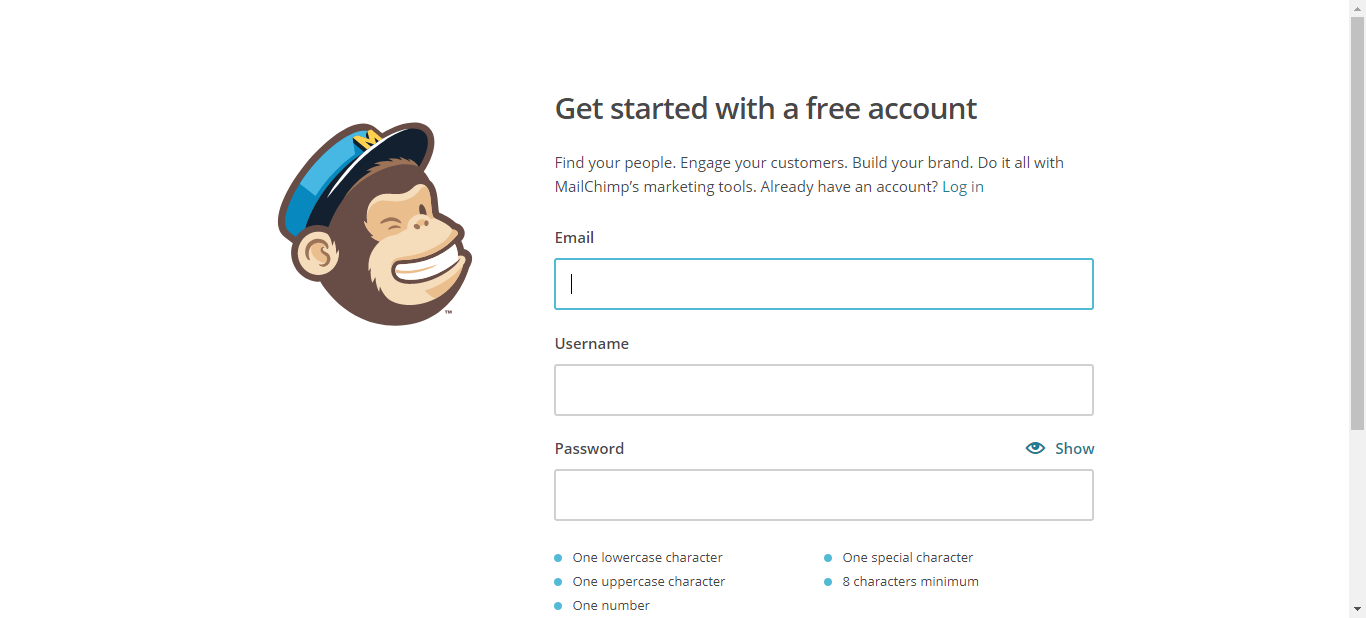 M
Get started with a free account
Find your people. Engage your customers. Build your brand. Do it all with
MailChimp's marketing tools. Already have an account? Log in
Email
Username
Password
Show
One lowercase character
One uppercase character
One number
One special character
8 characters minimum
TM